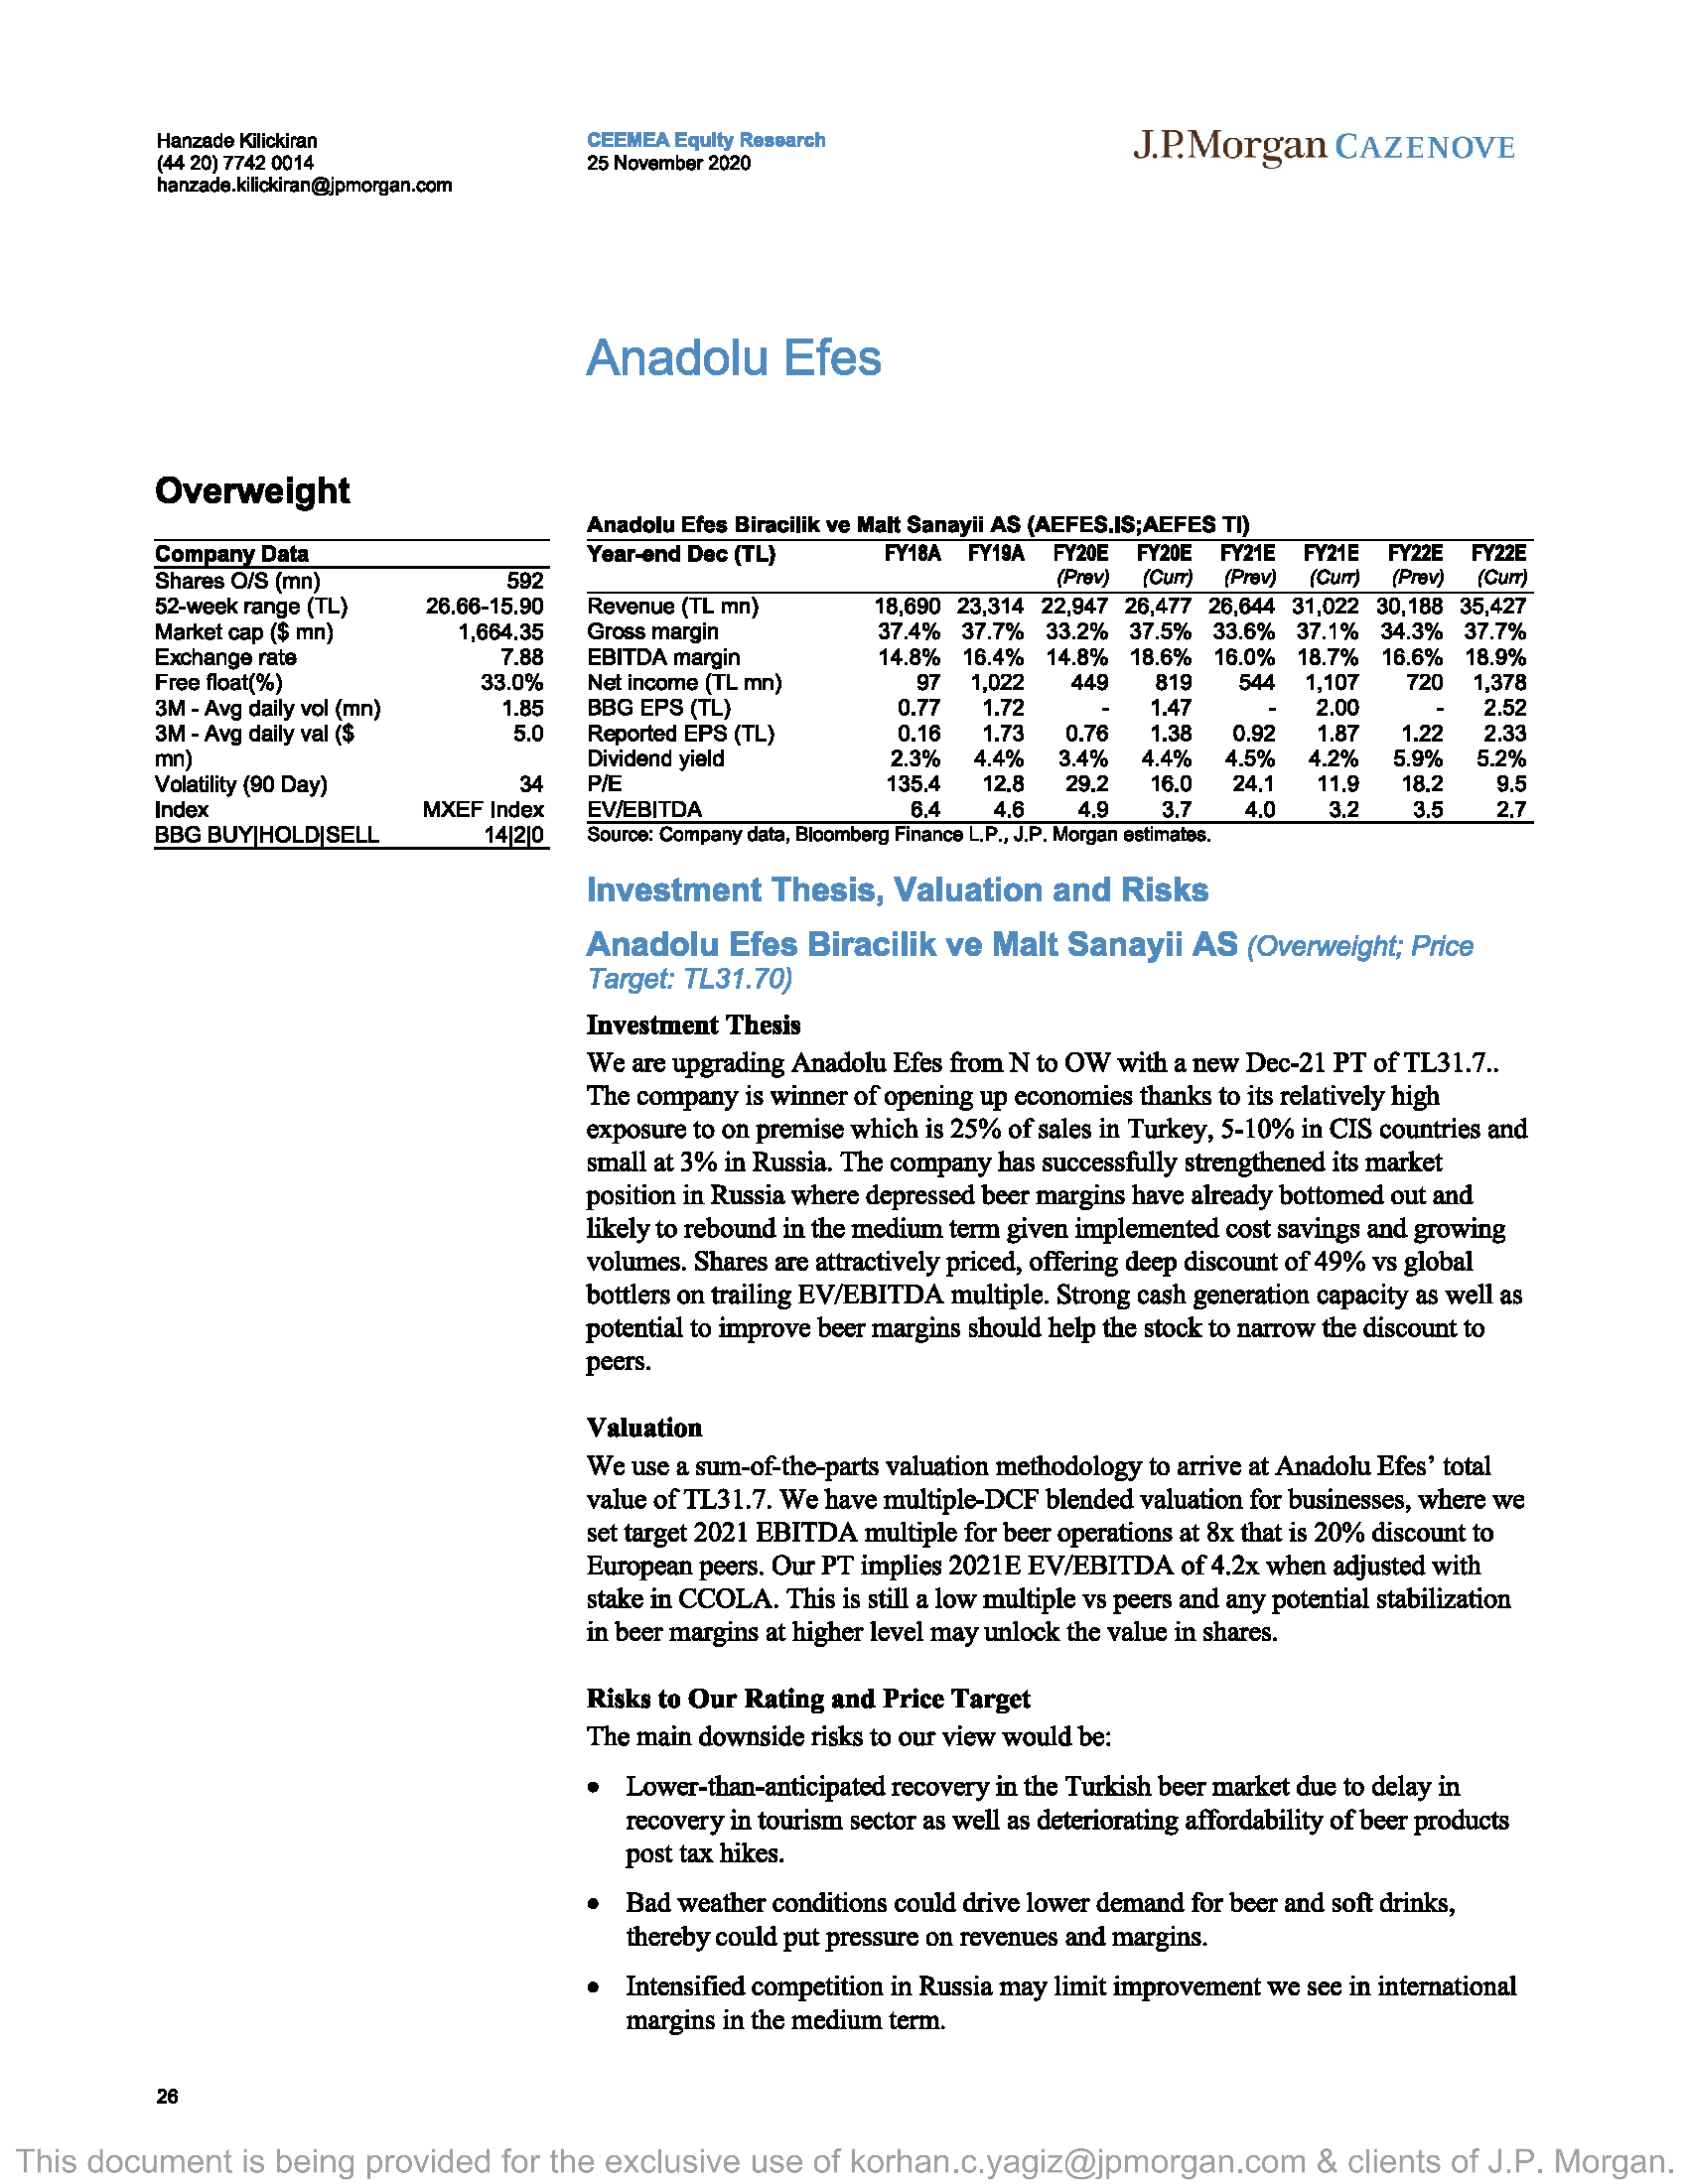 Hanzade Kilickiran
(44 20) 7742 0014
hanzade.kilickiran@jpmorgan.com
CEEMEA Equity Research
25 November 2020
J.P.Morgan CAZENOVE
Anadolu Efes
Overweight
Company Data
Shares O/S (mn) 592
52-week range (TL) 26.66-15.90
Market cap ($ mn) 1,664.35
Exchange rate 7.88
Free float(%) 33.0%
3M - Avg daily vol (mn) 1.85
3M - Avg daily val ($ 5.0
mn)
Volatility (90 Day) 34
Index MXEF Index
BBG BUY|HOLD|SELL 14|2|0
Anadolu Efes Biracilik ve Malt Sanayii AS (AEFES.IS;AEFES TI)
Year-end Dec (TL) FY18A FY19A FY20E FY20E FY21E FY21E FY22E FY22E
(Prev) (Curr) (Prev) (Curr) (Prev) (Curr)
Revenue (TL mn) 18,690 23,314 22,947 26,477 26,644 31,022 30,188 35,427
Gross margin 37.4% 37.7% 33.2% 37.5% 33.6% 37.1% 34.3% 37.7%
EBITDA margin 14.8% 16.4% 14.8% 18.6% 16.0% 18.7% 16.6% 18.9%
Net income (TL mn) 97 1,022 449 819 544 1,107 720 1,378
BBG EPS (TL) 0.77 1.72 - 1.47 - 2.00 - 2.52
Reported EPS (TL) 0.16 1.73 0.76 1.38 0.92 1.87 1.22 2.33
Dividend yield 2.3% 4.4% 3.4% 4.4% 4.5% 4.2% 5.9% 5.2%
P/E 135.4 12.8 29.2 16.0 24.1 11.9 18.2 9.5
EV/EBITDA 6.4 4.6 4.9 3.7 4.0 3.2 3.5 2.7
Source: Company data, Bloomberg Finance L.P., J.P. Morgan estimates.
Investment Thesis, Valuation and Risks
Anadolu Efes Biracilik ve Malt Sanayii AS (Overweight; Price
Target: TL31.70)
Investment Thesis
We are upgrading Anadolu Efes from N to OW with a new Dec-21 PT of TL31.7..
The company is winner of opening up economies thanks to its relatively high
exposure to on premise which is 25% of sales in Turkey, 5-10% in CIS countries and
small at 3% in Russia. The company has successfully strengthened its market
position in Russia where depressed beer margins have already bottomed out and
likely to rebound in the medium term given implemented cost savings and growing
volumes. Shares are attractively priced, offering deep discount of 49% vs global
bottlers on trailing EV/EBITDA multiple. Strong cash generation capacity as well as
potential to improve beer margins should help the stock to narrow the discount to
peers.
Valuation
We use a sum-of-the-parts valuation methodology to arrive at Anadolu Efes’ total
value of TL31.7. We have multiple-DCF blended valuation for businesses, where we
set target 2021 EBITDA multiple for beer operations at 8x that is 20% discount to
European peers. Our PT implies 2021E EV/EBITDA of 4.2x when adjusted with
stake in CCOLA. This is still a low multiple vs peers and any potential stabilization
in beer margins at higher level may unlock the value in shares.
Risks to Our Rating and Price Target
The main downside risks to our view would be:
• Lower-than-anticipated recovery in the Turkish beer market due to delay in
recovery in tourism sector as well as deteriorating affordability of beer products
post tax hikes.
• Bad weather conditions could drive lower demand for beer and soft drinks,
thereby could put pressure on revenues and margins.
• Intensified competition in Russia may limit improvement we see in international
margins in the medium term.
26
This document is being provided for the exclusive use of korhan.c.yagiz@jpmorgan.com & clients of J.P. Morgan.